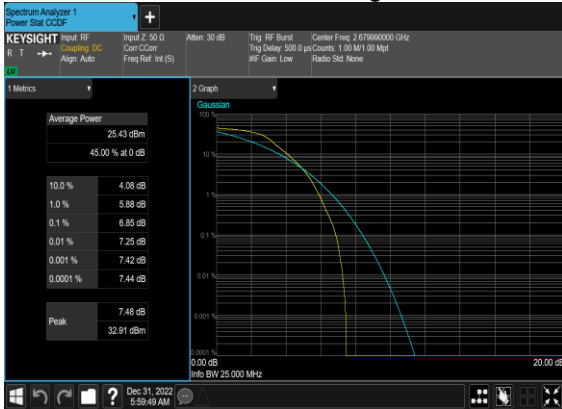 Spectrum Analyzer 1
Power Stat CCDF
+
KEYSIGHT
R T
Input: RF
Coupling: DC
Align: Auto
Input Z: 50 Ω
Corr CCorr
Freq Ref: Int (S)
Atten: 30 dB
Trig: RF Burst
Trig Delay: 500.0 µs
#IF Gain: Low
Center Freq: 2.679990000 GHz
Counts: 1.00 M/1.00 Mpt
Radio Std: None
1 Metrics
Average Power
25.43 dBm
45.00 % at 0 dB
10.0 % 4.08 dB
1.0 % 5.88 dB
0.1 % 6.85 dB
0.01 % 7.25 dB
0.001 % 7.42 dB
0.0001 % 7.44 dB
Peak
7.48 dB
32.91 dBm
2 Graph
Gaussian
100 %
10 %
1 %
0.1 %
0.01 %
0.001 %
0.0001 %
0.00 dB
20.00 dB
Info BW 25.000 MHz
?
Dec 31, 2022
5:59:49 AM